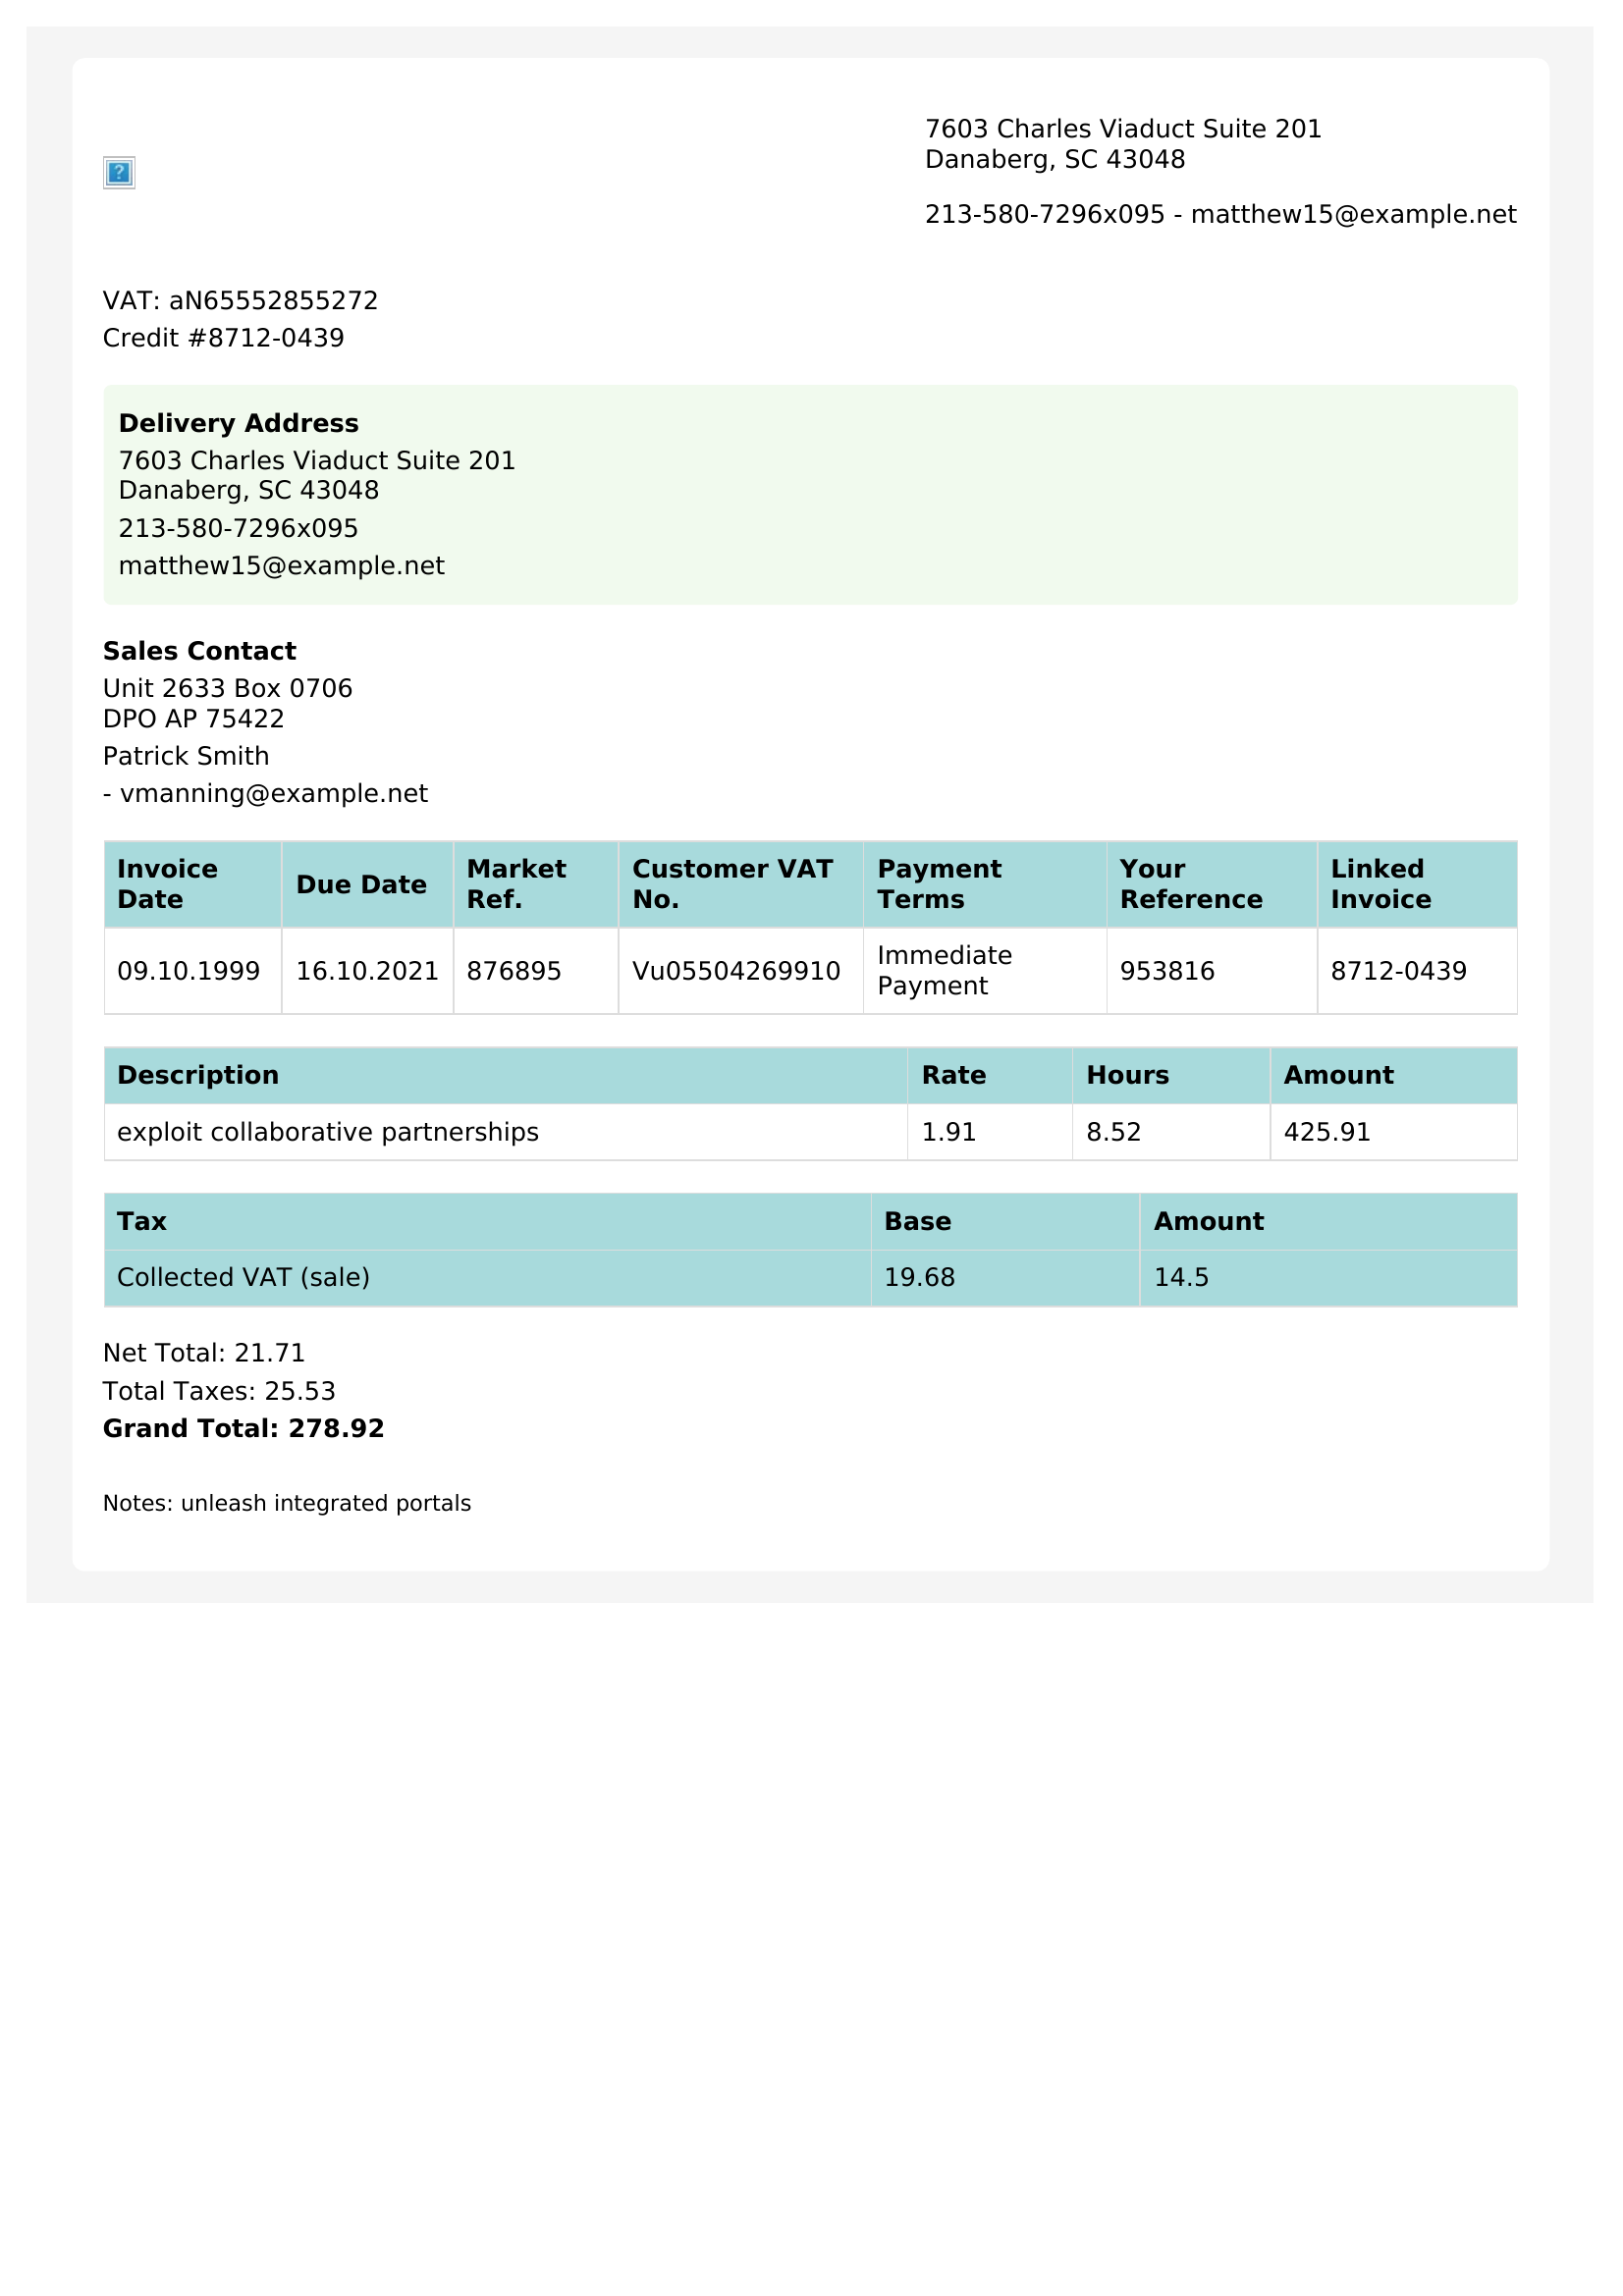 7603 Charles Viaduct Suite 201
Danaberg, SC 43048
213-580-7296x095 - matthew15@example.net
VAT: aN65552855272
Credit #8712-0439
Delivery Address
7603 Charles Viaduct Suite 201
Danaberg, SC 43048
213-580-7296x095
matthew15@example.net
Sales Contact
Unit 2633 Box 0706
DPO AP 75422
Patrick Smith
- vmanning@example.net
Invoice Date Due Date Market Ref. Customer VAT No. Payment Terms Your Reference Linked Invoice
09.10.1999 16.10.2021 876895 Vu05504269910 Immediate Payment 953816 8712-0439
Description Rate Hours Amount
exploit collaborative partnerships 1.91 8.52 425.91
Tax Base Amount
Collected VAT (sale) 19.68 14.5
Net Total: 21.71
Total Taxes: 25.53
Grand Total: 278.92
Notes: unleash integrated portals